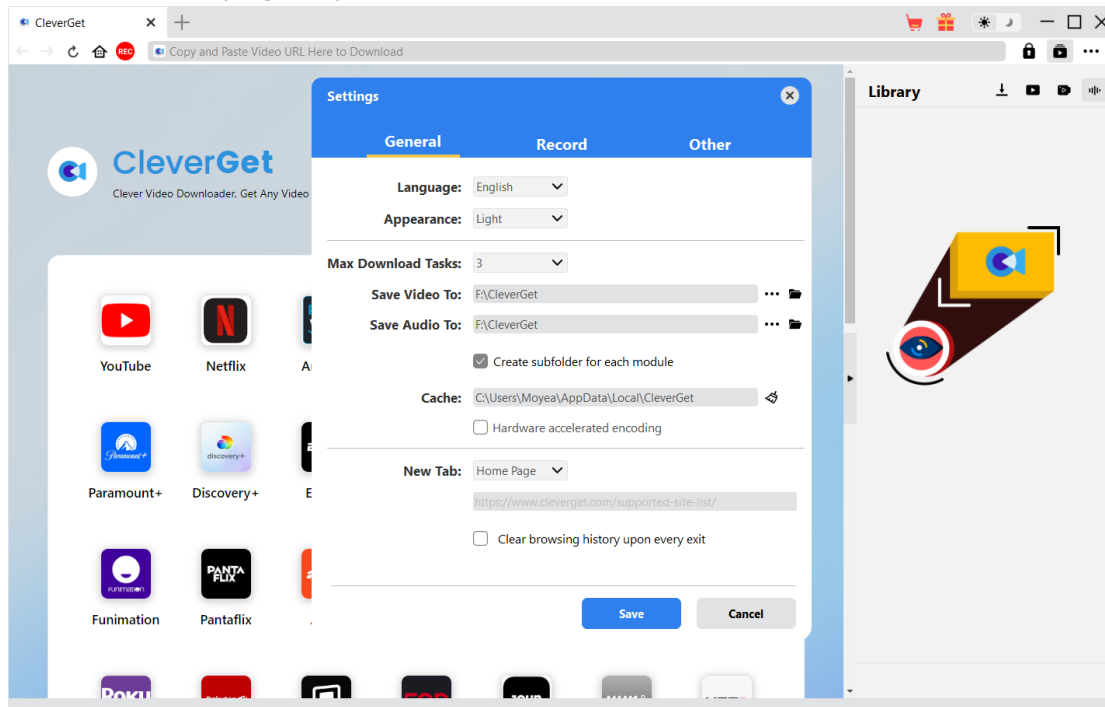 CleverGet
REC
Copy and Paste Video URL Here to Download
Settings
General Record Other
Library
CleverGet
Clever Video Downloader, Get Any Video
Language: English
Appearance: Light
Max Download Tasks: 3
Save Video To: F:\CleverGet
Save Audio To: F:\CleverGet
Create subfolder for each module
Cache: C:\Users\Moyea\AppData\Local\CleverGet
Hardware accelerated encoding
New Tab: Home Page
https://www.cleverget.com/supported-site-list/
Clear browsing history upon every exit
Save Cancel
YouTube Netflix
Paramount+
discovery+
Paramount+ Discovery+
FUNIMATION
PANTA
FLIX
Funimation Pantaflix